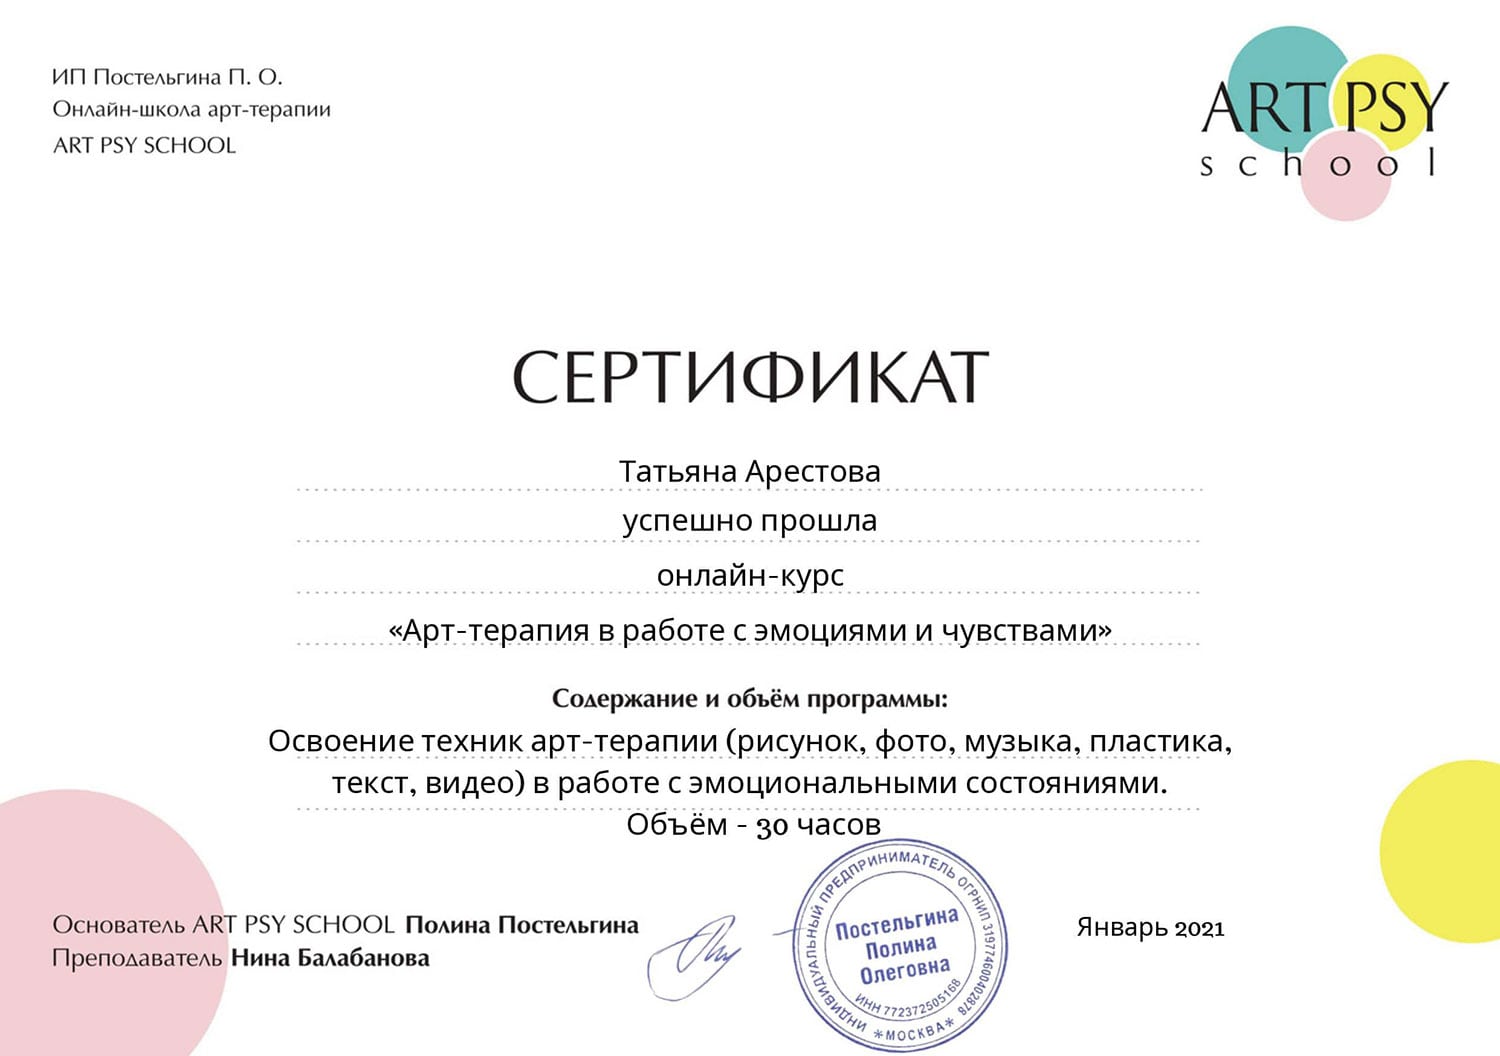 ИП Постельгина П. О.
Онлайн-школа арт-терапии
ART PSY SCHOOL
ART PSY
school
СЕРТИФИКАТ
Татьяна Арестова
успешно прошла
онлайн-курс
«Арт-терапия в работе с эмоциями и чувствами»
Содержание и объём программы:
Освоение техник арт-терапии (рисунок, фото, музыка, пластика,
текст, видео) в работе с эмоциональными состояниями.
Объём - 30 часов
Основатель ART PSY SCHOOL Полина Постельгина
Преподаватель Нина Балабанова
ИНДИВИДУАЛЬНЫЙ ПРЕДПРИНИМАТЕЛЬ ОГРНИП 319774600402878
Постельгина
Полина
Олеговна
ИНН 772372505168
*МОСКВА*
Январь 2021